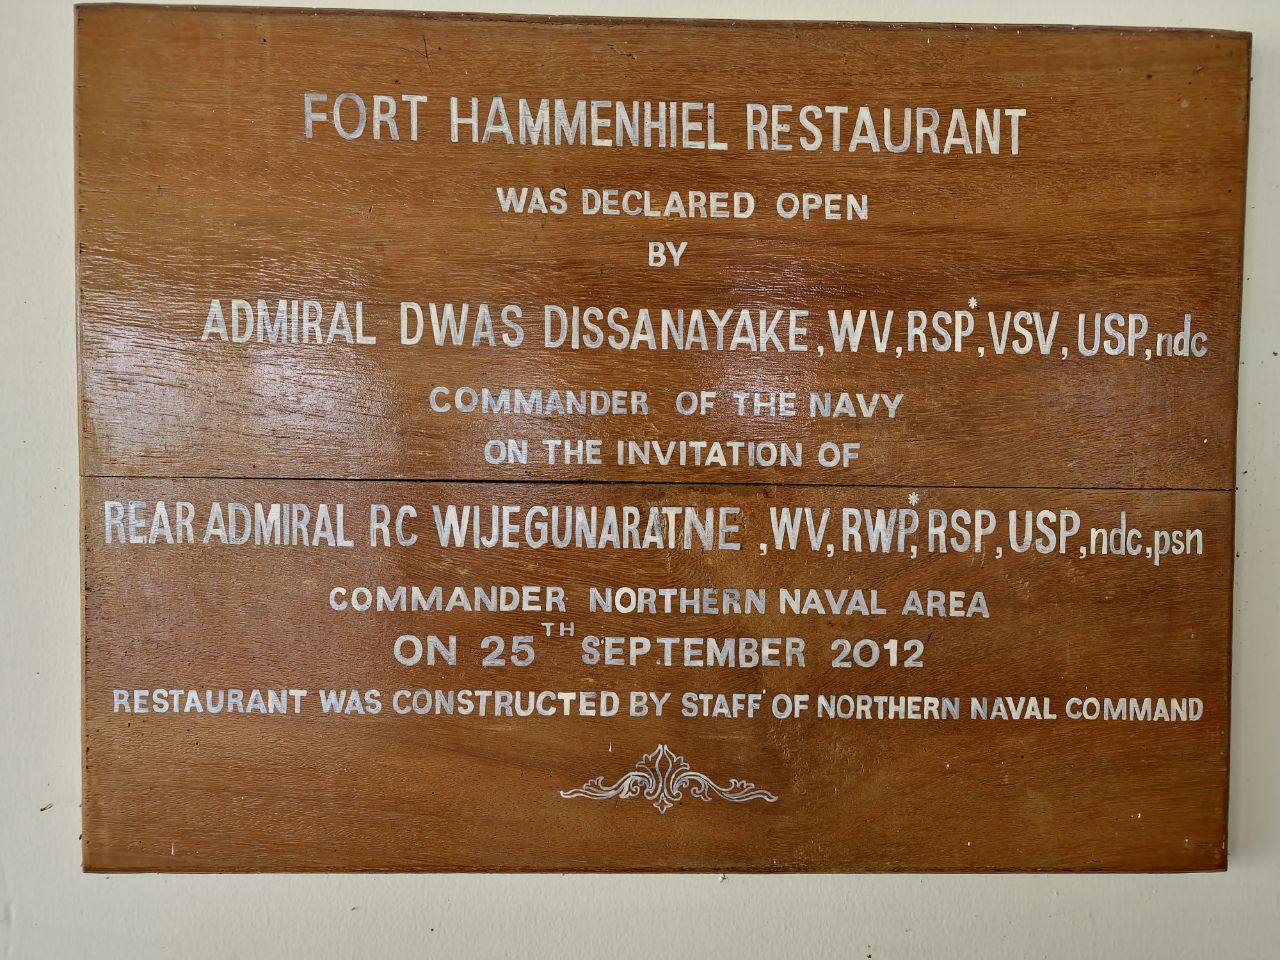 FORT HAMMENHIEL RESTAURANT
WAS DECLARED OPEN
BY
ADMIRAL DWAS DISSANAYAKE, WV, RSP*, VSV, USP, ndc
COMMANDER OF THE NAVY
ON THE INVITATION OF
REAR ADMIRAL RC WIJEGUNARATNE, WV, RWP*, RSP, USP, ndc, psn
COMMANDER NORTHERN NAVAL AREA
ON 25TH SEPTEMBER 2012
RESTAURANT WAS CONSTRUCTED BY STAFF OF NORTHERN NAVAL COMMAND